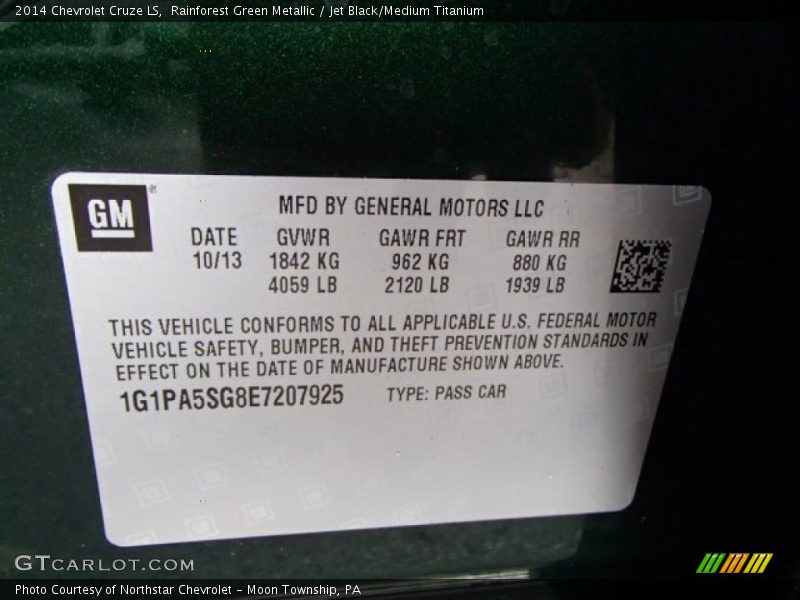 2014 Chevrolet Cruze LS, Rainforest Green Metallic / Jet Black/Medium Titanium
GM®
MFD BY GENERAL MOTORS LLC
DATE GVWR GAWR FRT GAWR RR
10/13 1842 KG 962 KG 880 KG
4059 LB 2120 LB 1939 LB
THIS VEHICLE CONFORMS TO ALL APPLICABLE U.S. FEDERAL MOTOR
VEHICLE SAFETY, BUMPER, AND THEFT PREVENTION STANDARDS IN
EFFECT ON THE DATE OF MANUFACTURE SHOWN ABOVE.
1G1PA5SG8E7207925 TYPE: PASS CAR
GTCARLOT.COM
Photo Courtesy of Northstar Chevrolet - Moon Township, PA